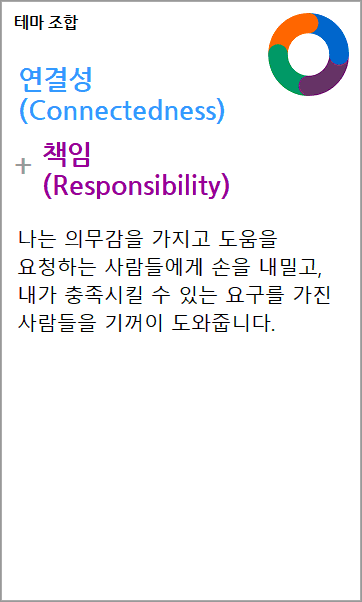 테마 조합
연결성
(Connectedness)
+ 책임
(Responsibility)
나는 의무감을 가지고 도움을
요청하는 사람들에게 손을 내밀고,
내가 충족시킬 수 있는 요구를 가진
사람들을 기꺼이 도와줍니다.